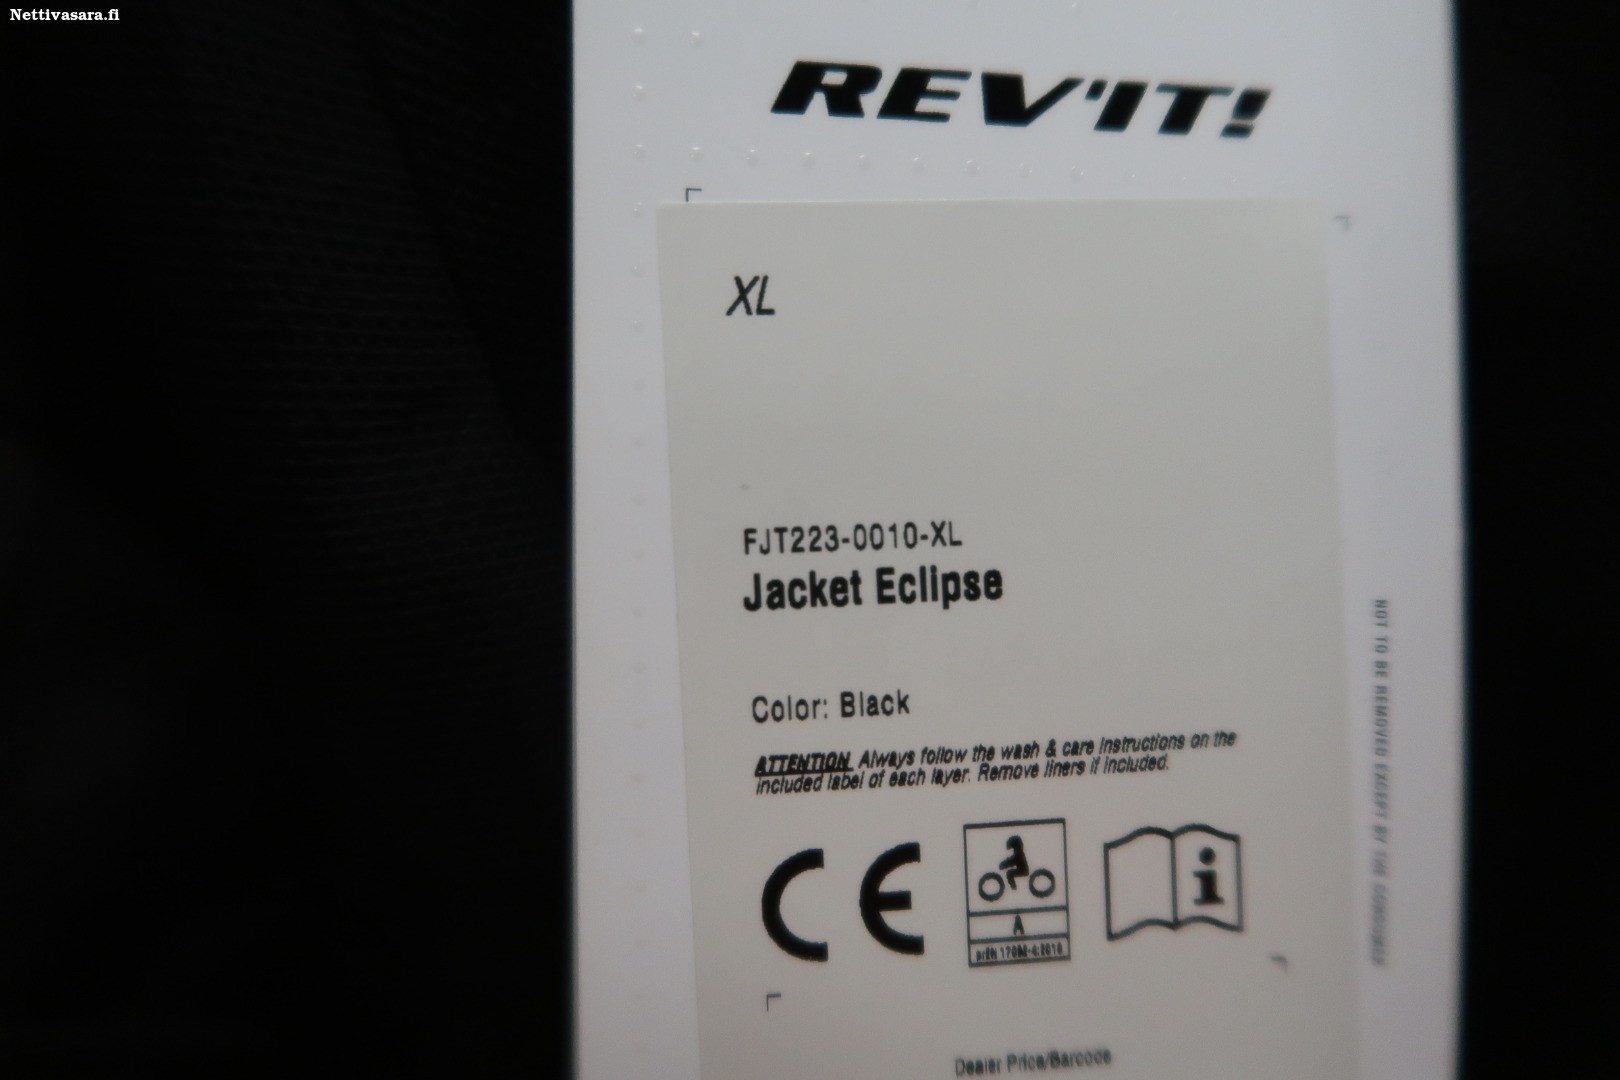 Nettivasara.fi
REV'IT!
XL
FJT223-0010-XL
Jacket Eclipse
Color: Black
ATTENTION Always follow the wash & care instructions on the
included label of each layer. Remove liners if included.
CE
A
i
Dealer Price/Barcode
NOT TO BE REMOVED EXCEPT BY THE CONSUMER